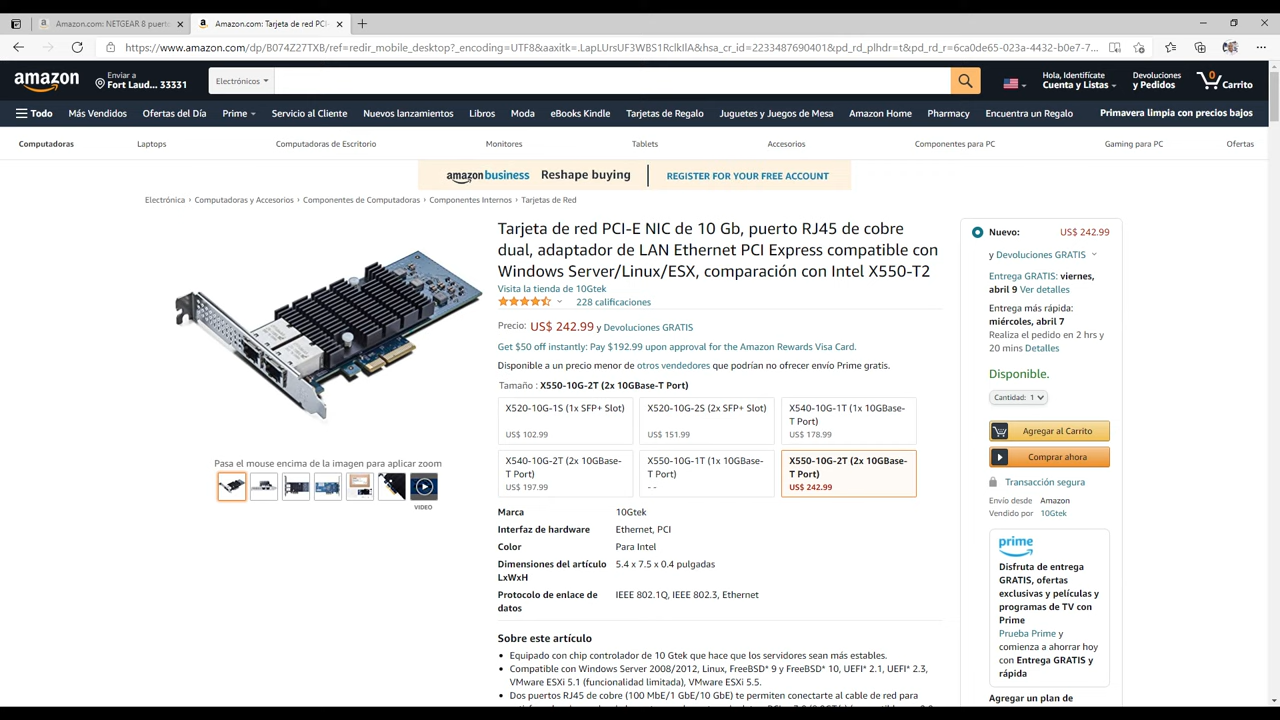 Amazon.com: NETGEAR 8 puerto
Amazon.com: Tarjeta de red PCI-
https://www.amazon.com/dp/B074Z27TXB/ref=redir_mobile_desktop?_encoding=UTF8&aaxitk=.LapLUrsUF3WBS1RclkIlA&hsa_cr_id=2233487690401&pd_rd_plhdr=t&pd_rd_r=6ca0de65-023a-4432-b0e7-7...
amazon
Enviar a
Fort Laud... 33331
Electrónicos
Hola, Identifícate
Cuenta y Listas
Devoluciones
y Pedidos
0
Carrito
Todo Más Vendidos Ofertas del Día Prime Servicio al Cliente Nuevos lanzamientos Libros Moda eBooks Kindle Tarjetas de Regalo Juguetes y Juegos de Mesa Amazon Home Pharmacy Encuentra un Regalo Primavera limpia con precios bajos
Computadoras Laptops Computadoras de Escritorio Monitores Tablets Accesorios Componentes para PC Gaming para PC Ofertas
amazon business Reshape buying REGISTER FOR YOUR FREE ACCOUNT
Electrónica › Computadoras y Accesorios › Componentes de Computadoras › Componentes Internos › Tarjetas de Red
Pasa el mouse encima de la imagen para aplicar zoom
VIDEO
Tarjeta de red PCI-E NIC de 10 Gb, puerto RJ45 de cobre
dual, adaptador de LAN Ethernet PCI Express compatible con
Windows Server/Linux/ESX, comparación con Intel X550-T2
Visita la tienda de 10Gtek
228 calificaciones
Precio: US$ 242.99 y Devoluciones GRATIS
Get $50 off instantly: Pay $192.99 upon approval for the Amazon Rewards Visa Card.
Disponible a un precio menor de otros vendedores que podrían no ofrecer envío Prime gratis.
Tamaño : X550-10G-2T (2x 10GBase-T Port)
X520-10G-1S (1x SFP+ Slot)
US$ 102.99
X520-10G-2S (2x SFP+ Slot)
US$ 151.99
X540-10G-1T (1x 10GBase-
T Port)
US$ 178.99
X540-10G-2T (2x 10GBase-
T Port)
US$ 197.99
X550-10G-1T (1x 10GBase-
T Port)
- -
X550-10G-2T (2x 10GBase-
T Port)
US$ 242.99
Marca 10Gtek
Interfaz de hardware Ethernet, PCI
Color Para Intel
Dimensiones del artículo 5.4 x 7.5 x 0.4 pulgadas
LxWxH
Protocolo de enlace de IEEE 802.1Q, IEEE 802.3, Ethernet
datos
Sobre este artículo
• Equipado con chip controlador de 10 Gtek que hace que los servidores sean más estables.
• Compatible con Windows Server 2008/2012, Linux, FreeBSD* 9 y FreeBSD* 10, UEFI* 2.1, UEFI* 2.3,
VMware ESXi 5.1 (funcionalidad limitada), VMware ESXi 5.5.
• Dos puertos RJ45 de cobre (100 MbE/1 GbE/10 GbE) te permiten conectarte al cable de red para
Nuevo: US$ 242.99
y Devoluciones GRATIS
Entrega GRATIS: viernes,
abril 9 Ver detalles
Entrega más rápida:
miércoles, abril 7
Realiza el pedido en 2 hrs y
20 mins Detalles
Disponible.
Cantidad: 1
Agregar al Carrito
Comprar ahora
Transacción segura
Envío desde Amazon
Vendido por 10Gtek
prime
Disfruta de entrega
GRATIS, ofertas
exclusivas y películas y
programas de TV con
Prime
Prueba Prime y
comienza a ahorrar hoy
con Entrega GRATIS y
rápida
Agregar un plan de